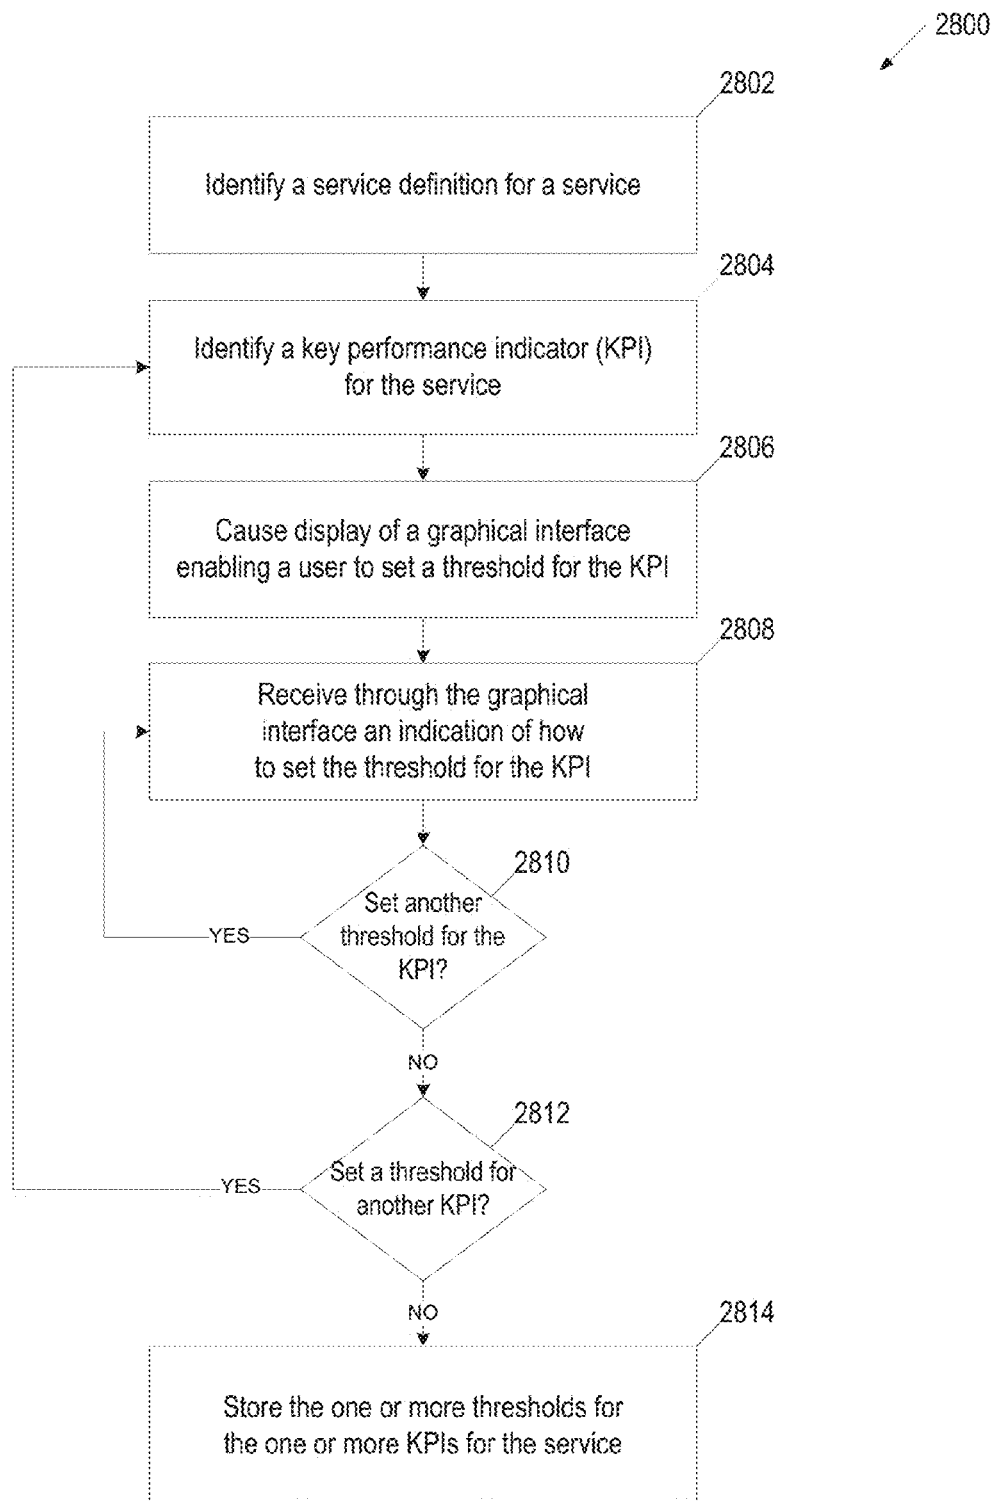 2800
2802
Identify a service definition for a service
2804
Identify a key performance indicator (KPI)
for the service
2806
Cause display of a graphical interface
enabling a user to set a threshold for the KPI
2808
Receive through the graphical
interface an indication of how
to set the threshold for the KPI
2810
Set another
threshold for the
KPI?
YES
NO
2812
Set a threshold for
another KPI?
YES
NO
2814
Store the one or more thresholds for
the one or more KPIs for the service